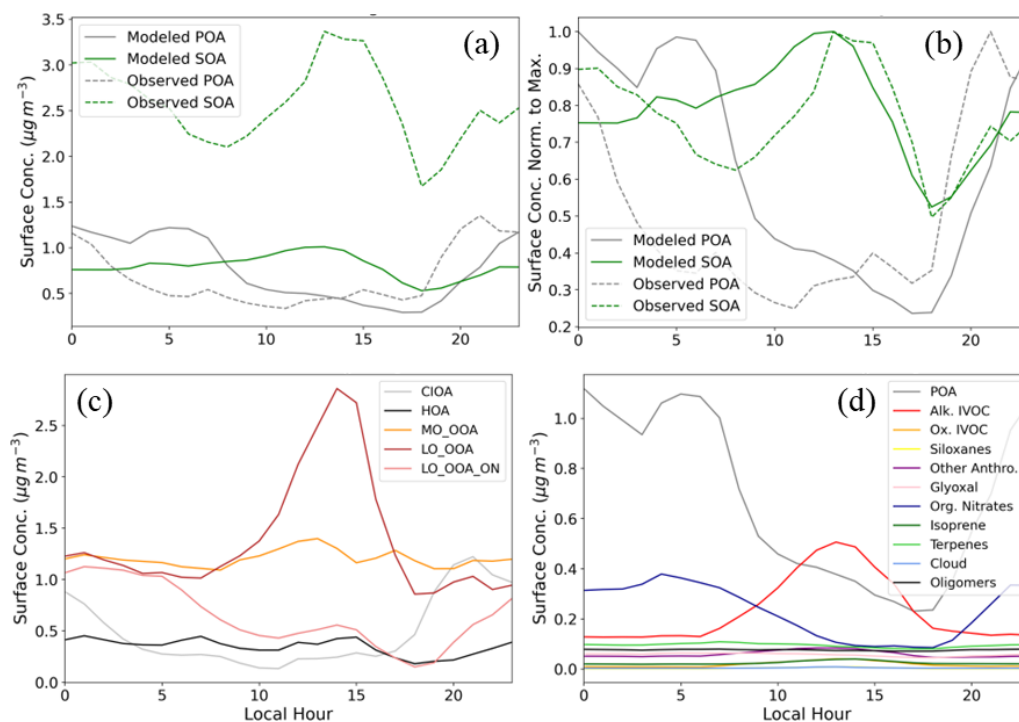 (a)
Surface Conc. (μg m⁻³)
3.5
3.0
2.5
2.0
1.5
1.0
0.5
Modeled POA
Modeled SOA
Observed POA
Observed SOA
0 5 10 15 20
(b)
Surface Conc. Norm. to Max.
1.0
0.9
0.8
0.7
0.6
0.5
0.4
0.3
0.2
Modeled POA
Modeled SOA
Observed POA
Observed SOA
0 5 10 15 20
(c)
Surface Conc. (μg m⁻³)
2.5
2.0
1.5
1.0
0.5
0.0
CIOA
HOA
MO_OOA
LO_OOA
LO_OOA_ON
0 5 10 15 20
Local Hour
(d)
Surface Conc. (μg m⁻³)
1.0
0.8
0.6
0.4
0.2
0.0
POA
Alk. IVOC
Ox. IVOC
Siloxanes
Other Anthro.
Glyoxal
Org. Nitrates
Isoprene
Terpenes
Cloud
Oligomers
0 5 10 15 20
Local Hour